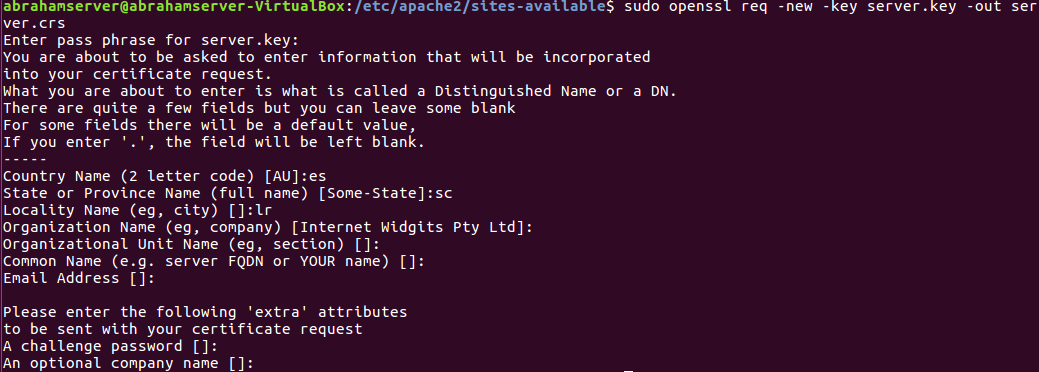 abrahamserver@abrahamserver-VirtualBox:/etc/apache2/sites-available$ sudo openssl req -new -key server.key -out ser
ver.crs
Enter pass phrase for server.key:
You are about to be asked to enter information that will be incorporated
into your certificate request.
What you are about to enter is what is called a Distinguished Name or a DN.
There are quite a few fields but you can leave some blank
For some fields there will be a default value,
If you enter '.', the field will be left blank.
-----
Country Name (2 letter code) [AU]:es
State or Province Name (full name) [Some-State]:sc
Locality Name (eg, city) []:lr
Organization Name (eg, company) [Internet Widgits Pty Ltd]:
Organizational Unit Name (eg, section) []:
Common Name (e.g. server FQDN or YOUR name) []:
Email Address []:
Please enter the following 'extra' attributes
to be sent with your certificate request
A challenge password []:
An optional company name []: